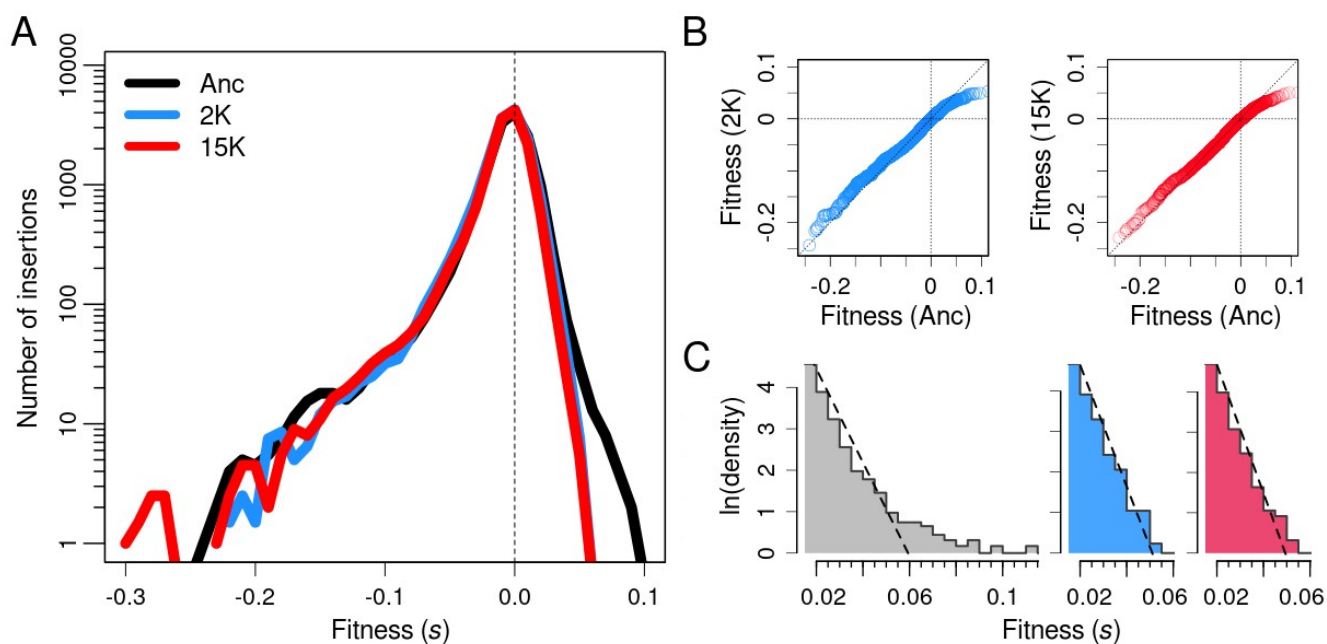 A
Number of insertions
10000
1000
100
10
1
Anc
2K
15K
-0.3 -0.2 -0.1 0.0 0.1
Fitness (s)
B
Fitness (2K)
0.1
0
-0.2
-0.2 0 0.1
Fitness (Anc)
Fitness (15K)
0.1
0
-0.2
-0.2 0 0.1
Fitness (Anc)
C
ln(density)
4
3
2
1
0
0.02 0.06 0.1
0.02 0.06
0.02 0.06
Fitness (s)